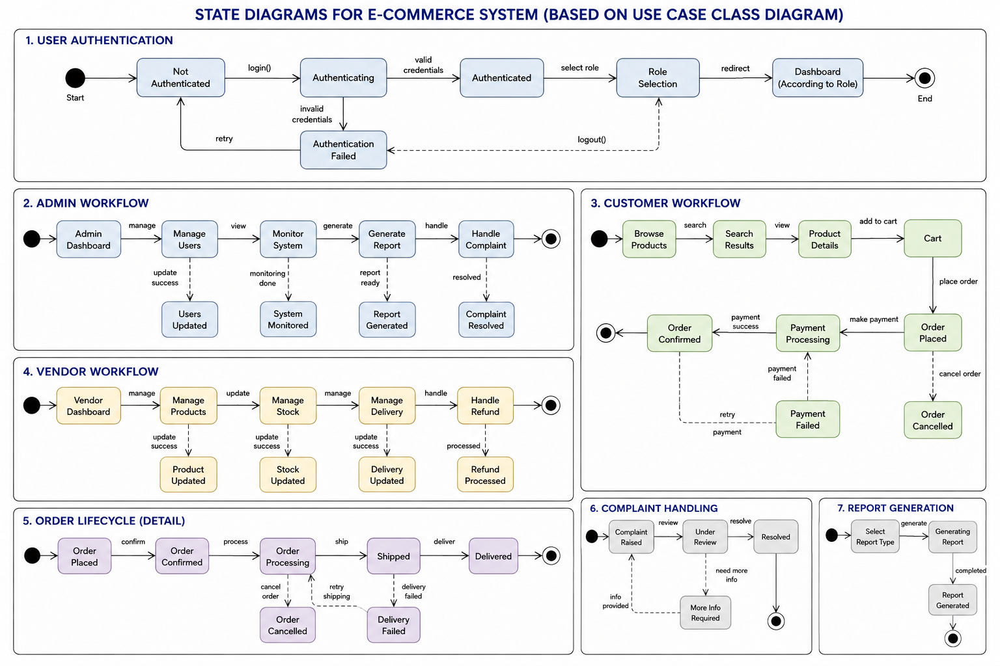 STATE DIAGRAMS FOR E-COMMERCE SYSTEM (BASED ON USE CASE CLASS DIAGRAM)
1. USER AUTHENTICATION
Start
Not
Authenticated
login()
Authenticating
valid
credentials
Authenticated
select role
Role
Selection
redirect
Dashboard
(According to Role)
End
invalid
credentials
retry
Authentication
Failed
logout()
2. ADMIN WORKFLOW
Admin
Dashboard
manage
Manage
Users
view
Monitor
System
generate
Generate
Report
handle
Handle
Complaint
update
success
monitoring
done
report
ready
resolved
Users
Updated
System
Monitored
Report
Generated
Complaint
Resolved
3. CUSTOMER WORKFLOW
Browse
Products
search
Search
Results
view
Product
Details
add to cart
Cart
place order
Order
Confirmed
payment
success
Payment
Processing
make payment
Order
Placed
payment
failed
cancel order
retry
payment
Payment
Failed
Order
Cancelled
4. VENDOR WORKFLOW
Vendor
Dashboard
manage
Manage
Products
update
Manage
Stock
manage
Manage
Delivery
handle
Handle
Refund
update
success
update
success
update
success
processed
Product
Updated
Stock
Updated
Delivery
Updated
Refund
Processed
5. ORDER LIFECYCLE (DETAIL)
Order
Placed
confirm
Order
Confirmed
process
Order
Processing
ship
Shipped
deliver
Delivered
cancel
order
retry
shipping
delivery
failed
Order
Cancelled
Delivery
Failed
6. COMPLAINT HANDLING
Complaint
Raised
review
Under
Review
resolve
Resolved
need more
info
info
provided
More Info
Required
7. REPORT GENERATION
Select
Report Type
generate
Generating
Report
completed
Report
Generated